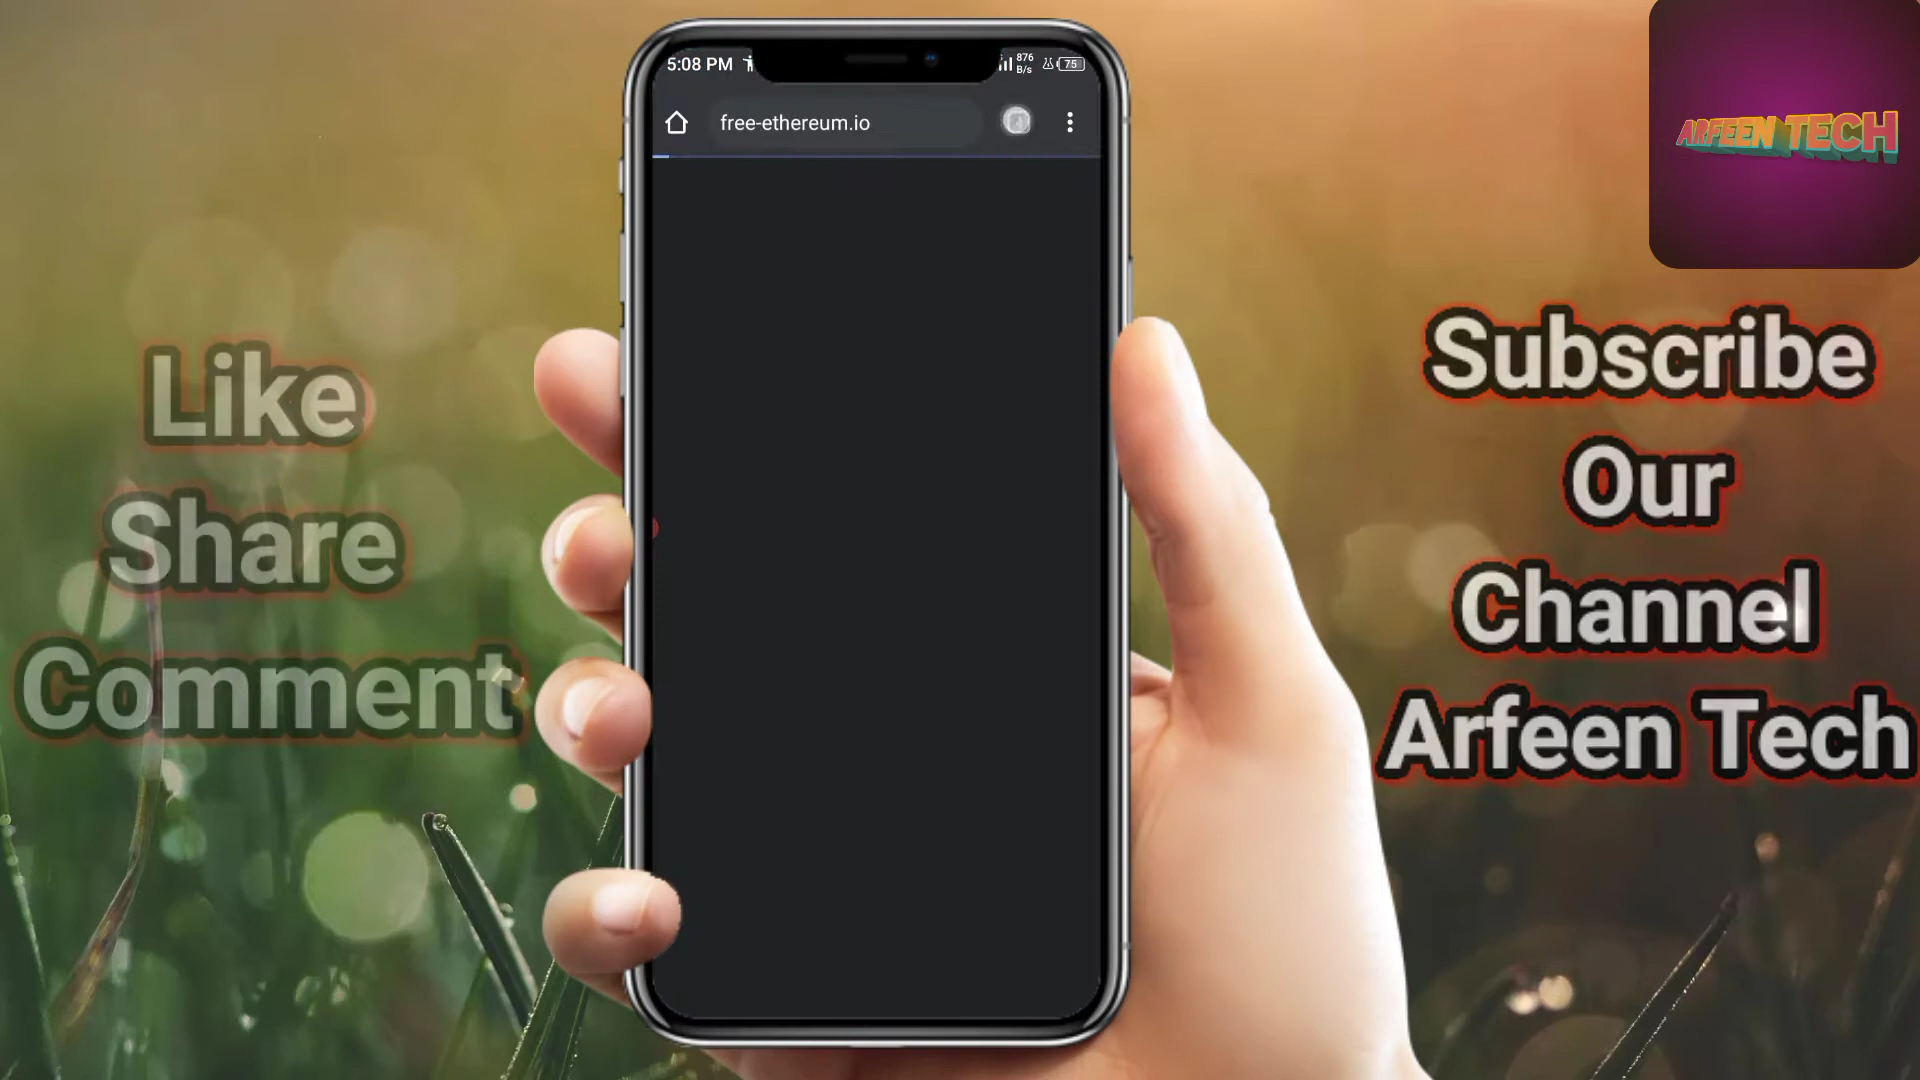 5:08 PM
876
B/s
75
free-ethereum.io
ARFEEN TECH
Like
Share
Comment
Subscribe
Our
Channel
Arfeen Tech